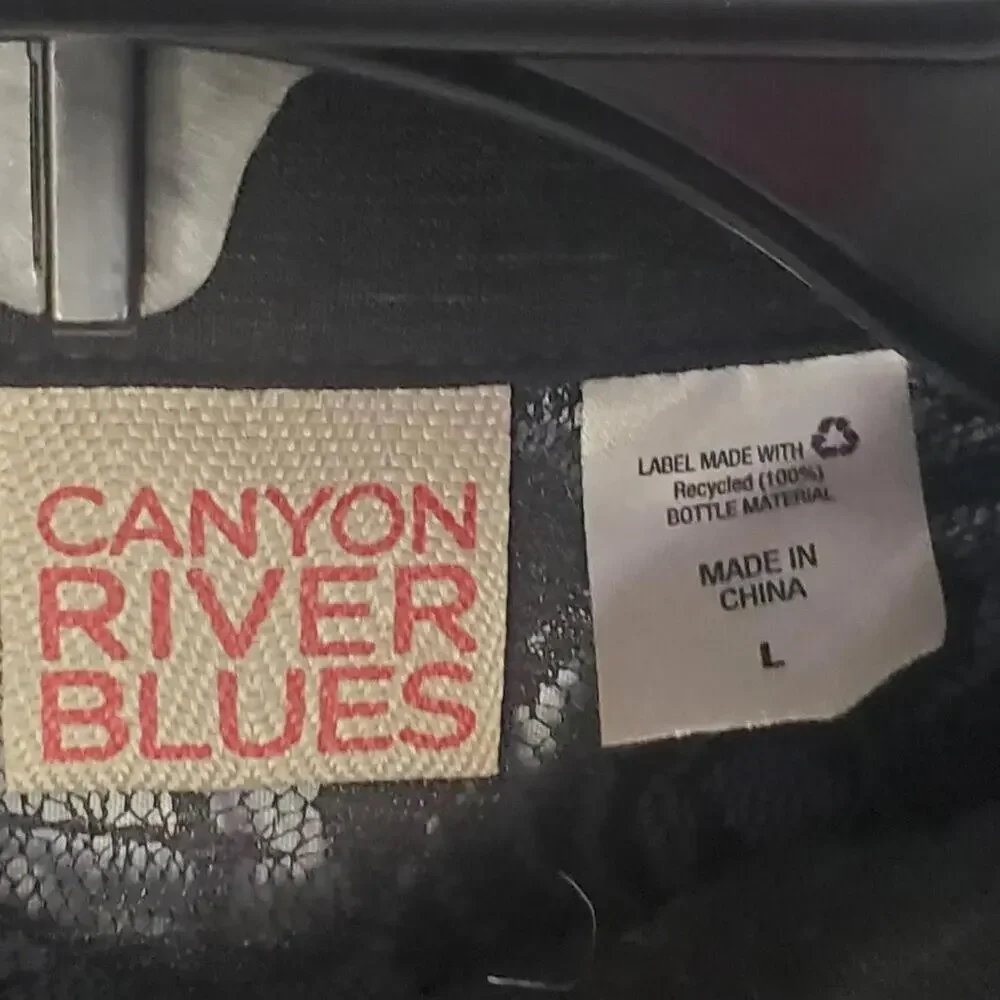 CANYON
RIVER
BLUES
LABEL MADE WITH
Recycled (100%)
BOTTLE MATERIAL
MADE IN
CHINA
L